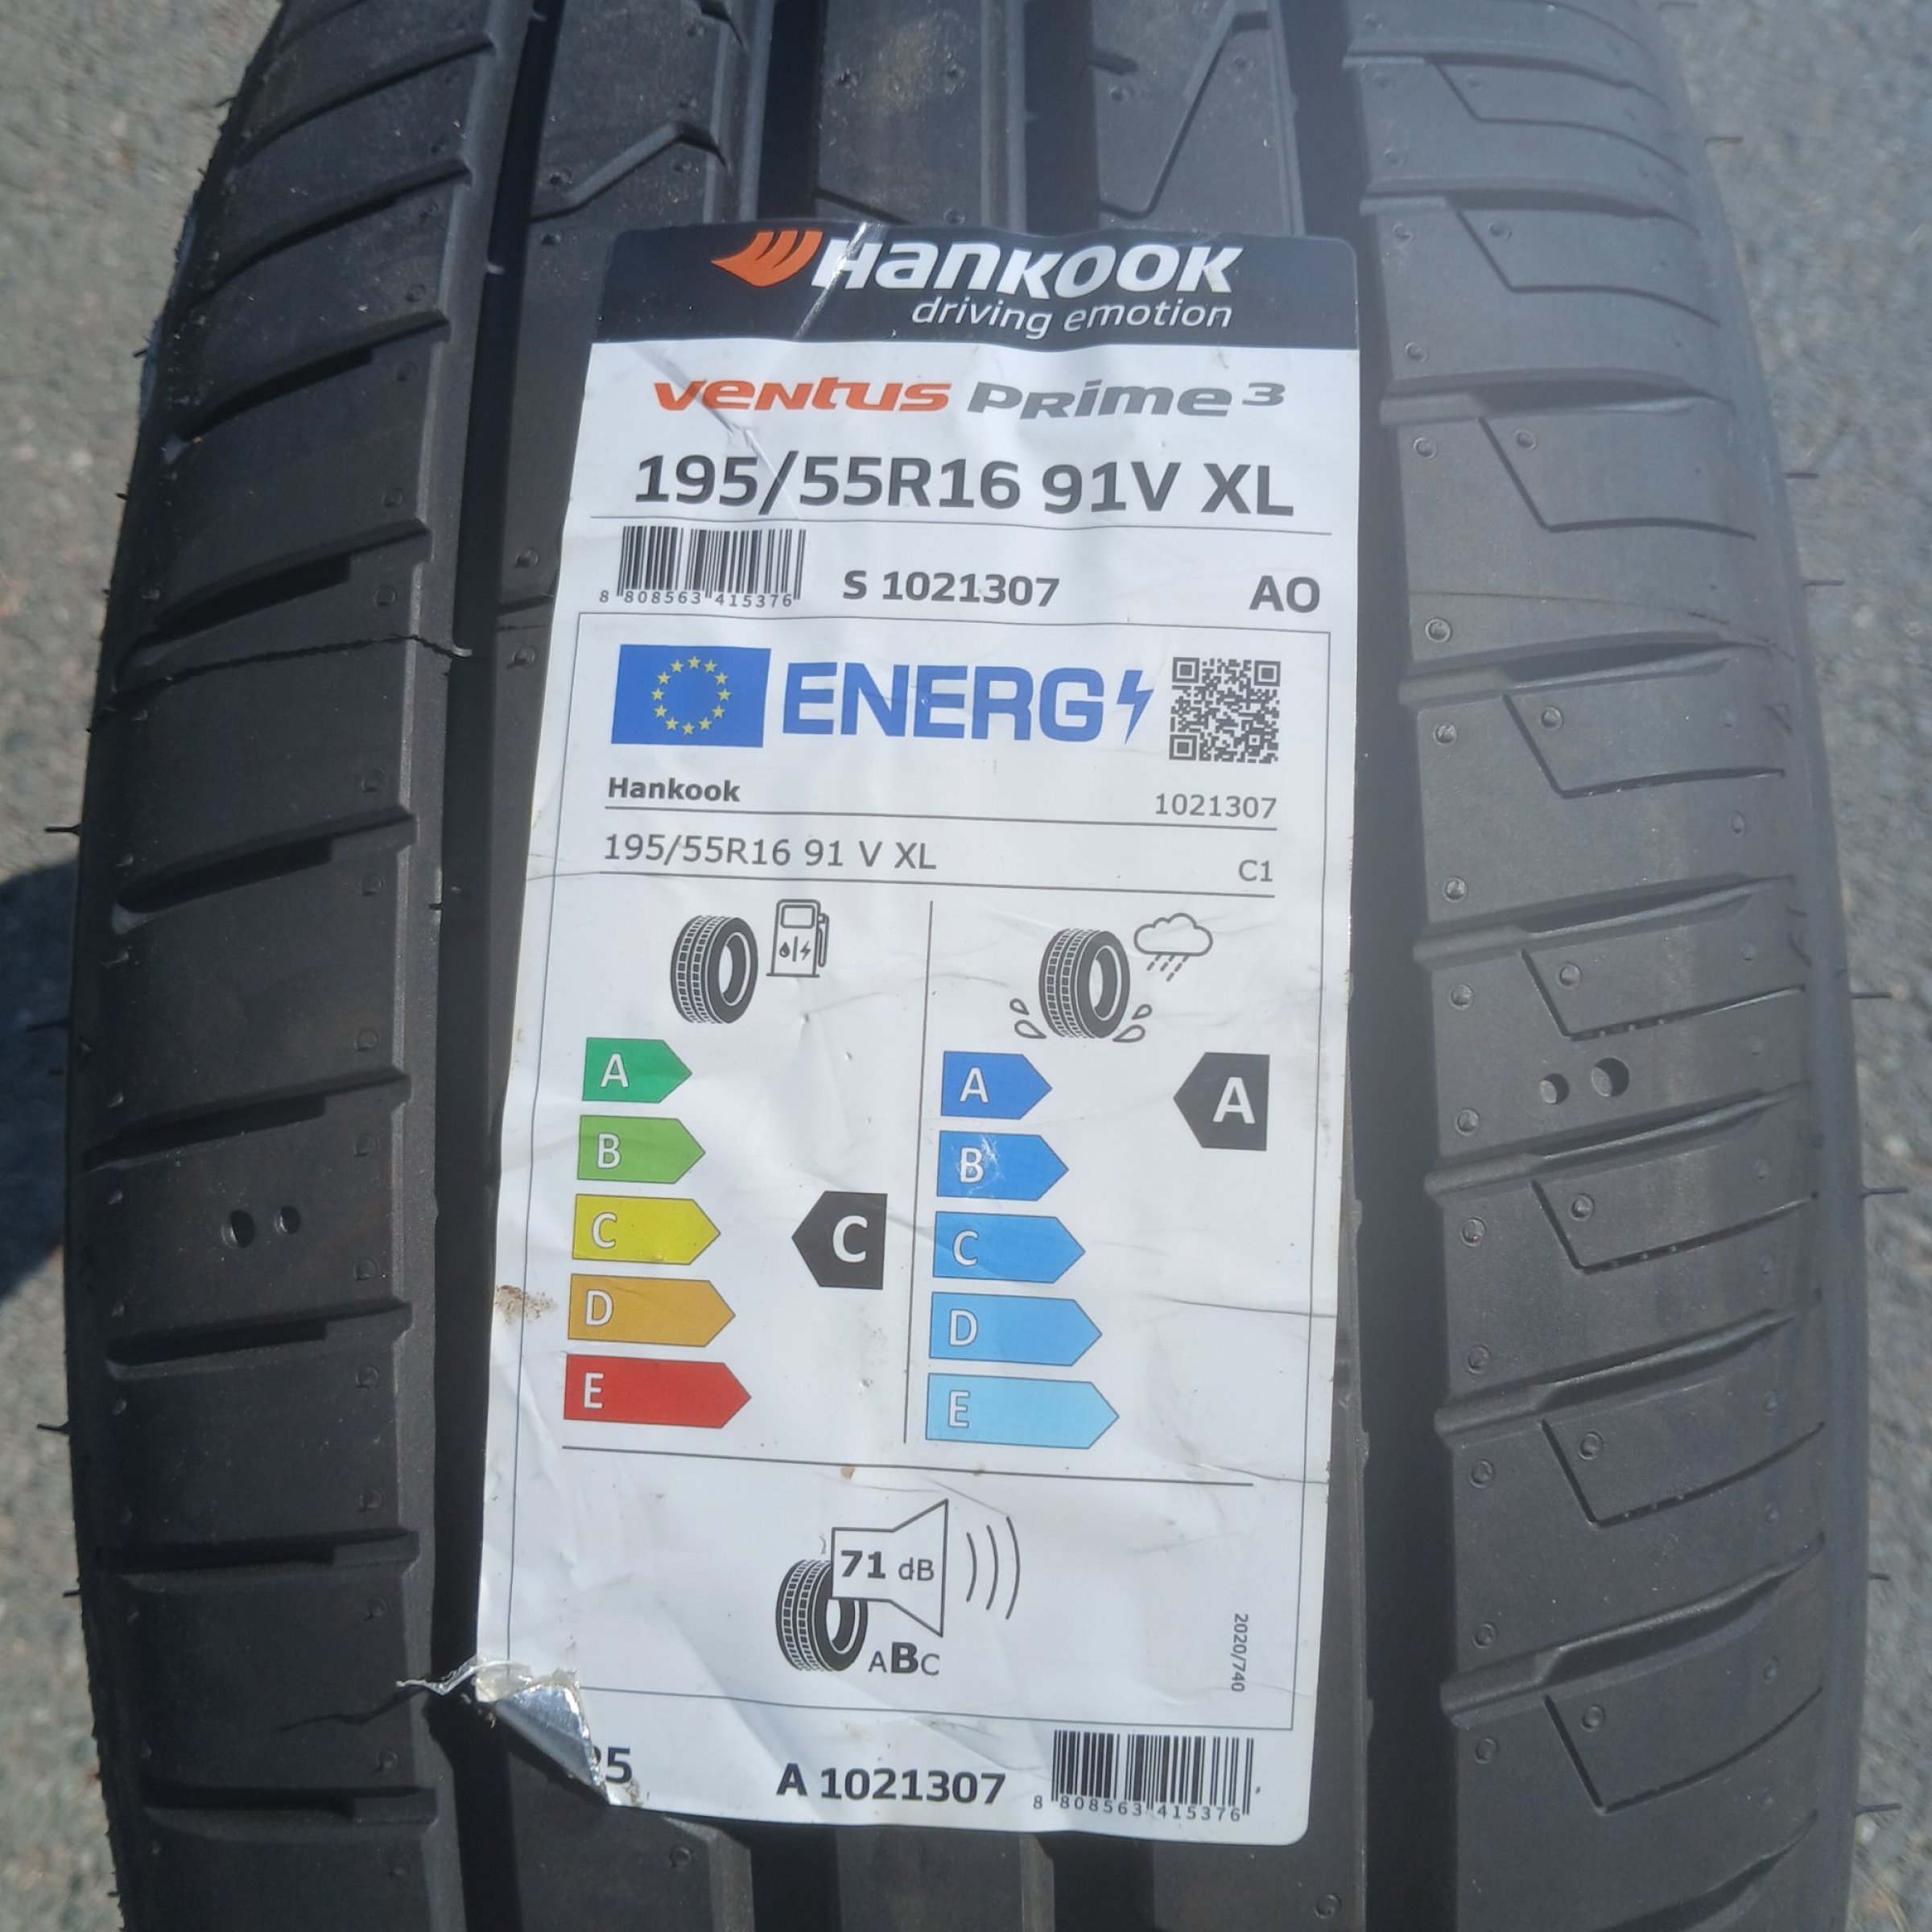 Hankook
driving emotion
Ventus Prime3
195/55R16 91V XL
8 808563 415376
S 1021307
AO
ENERG
Hankook
1021307
195/55R16 91 V XL
C1
A
B
C
D
E
C
A
B
C
D
E
A
71 dB
ABC
2020/740
A 1021307
8 808563 415376